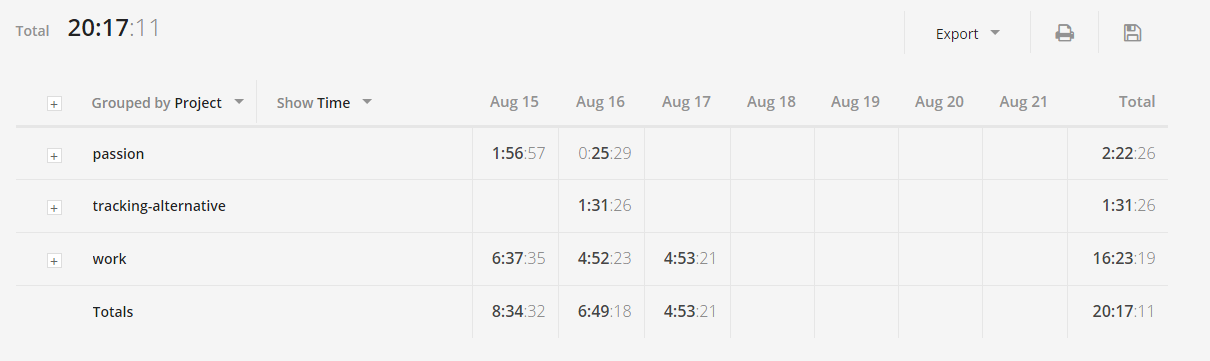 Total 20:17:11
Export
Grouped by Project Show Time Aug 15 Aug 16 Aug 17 Aug 18 Aug 19 Aug 20 Aug 21 Total
passion 1:56:57 0:25:29 2:22:26
tracking-alternative 1:31:26 1:31:26
work 6:37:35 4:52:23 4:53:21 16:23:19
Totals 8:34:32 6:49:18 4:53:21 20:17:11